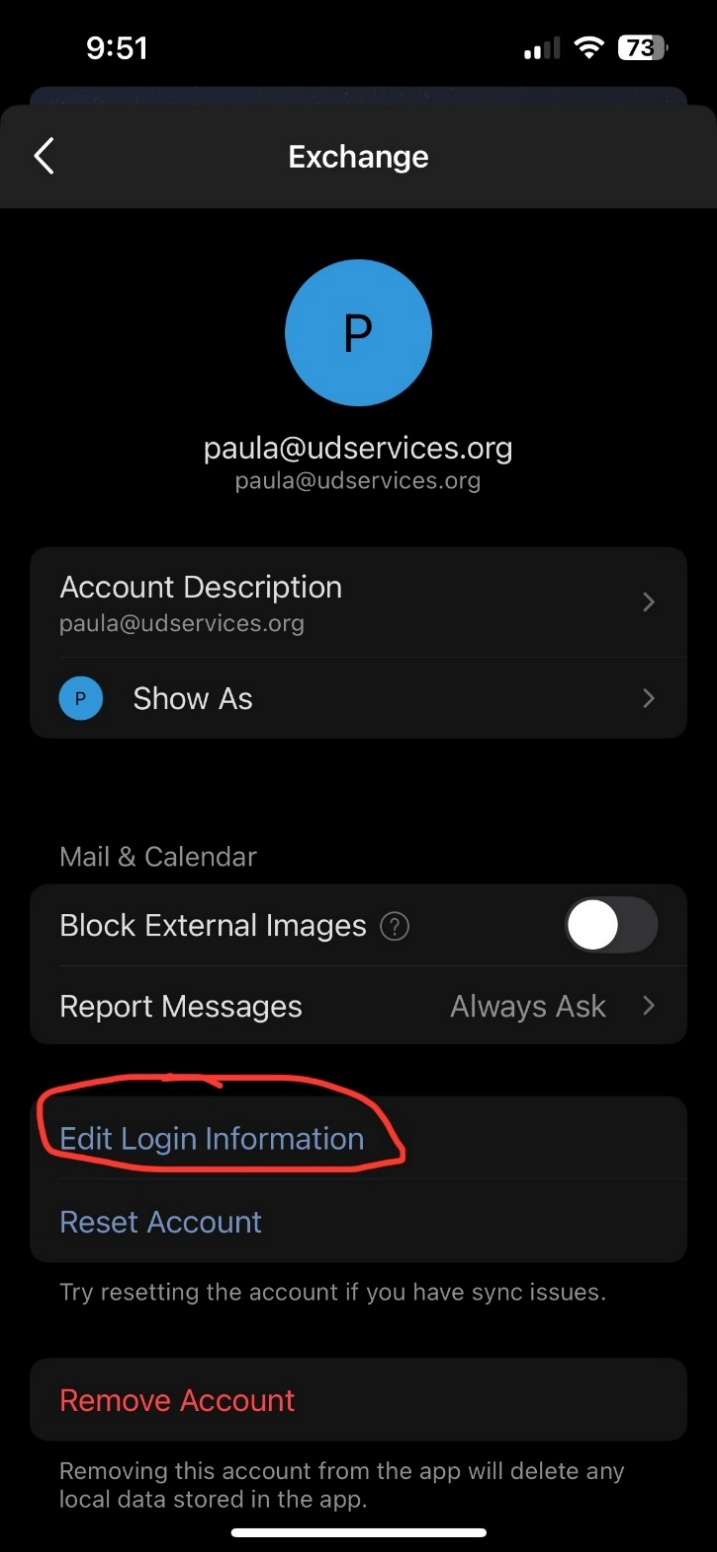 9:51
73
Exchange
P
paula@udservices.org
paula@udservices.org
Account Description
paula@udservices.org
P
Show As
Mail & Calendar
Block External Images ?
Report Messages Always Ask
Edit Login Information
Reset Account
Try resetting the account if you have sync issues.
Remove Account
Removing this account from the app will delete any
local data stored in the app.